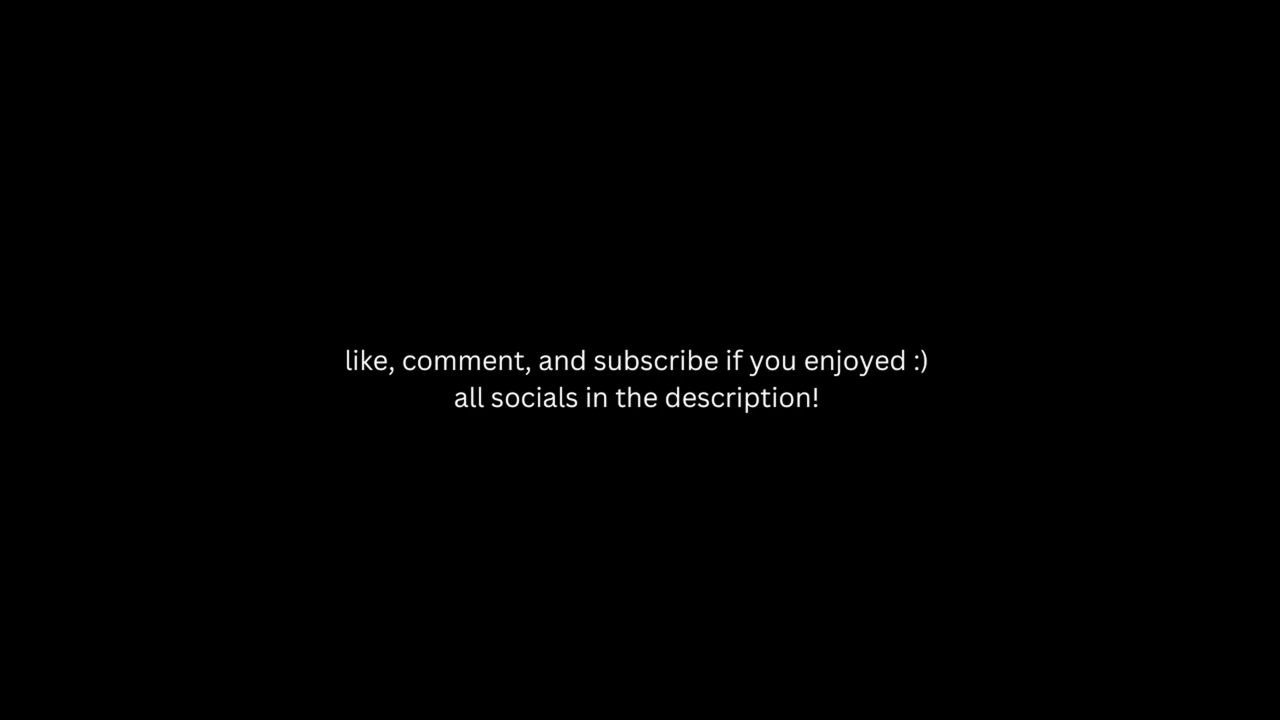 like, comment, and subscribe if you enjoyed :)
all socials in the description!